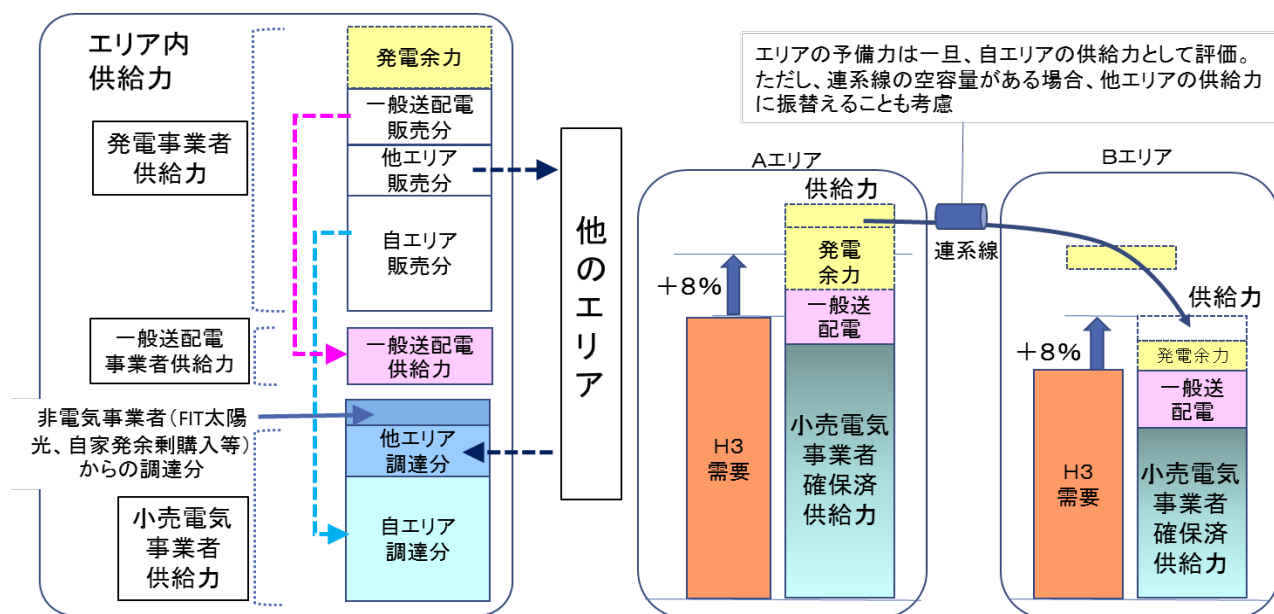 エリア内
供給力
発電事業者
供給力
一般送配電
事業者供給力
非電気事業者(FIT太陽
光、自家発余剰購入等)
からの調達分
小売電気
事業者
供給力
発電余力
一般送配電
販売分
他エリア
販売分
自エリア
販売分
一般送配電
供給力
他エリア
調達分
自エリア
調達分
他のエリア
エリアの予備力は一旦、自エリアの供給力として評価。
ただし、連系線の空容量がある場合、他エリアの供給力
に振替えることも考慮
Aエリア
供給力
発電
余力
+8%
一般送
配電
H3
需要
小売電気
事業者
確保済
供給力
連系線
Bエリア
供給力
+8%
発電余力
一般送
配電
H3
需要
小売電気
事業者
確保済
供給力